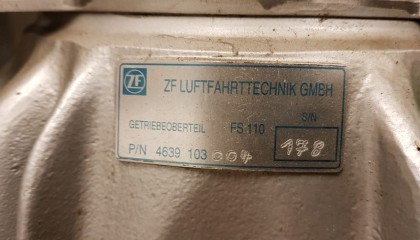 ZF ZF LUFTFAHRTTECHNIK GMBH
S/N
GETRIEBEOBERTEIL FS 110
P/N 4639 103 004 178